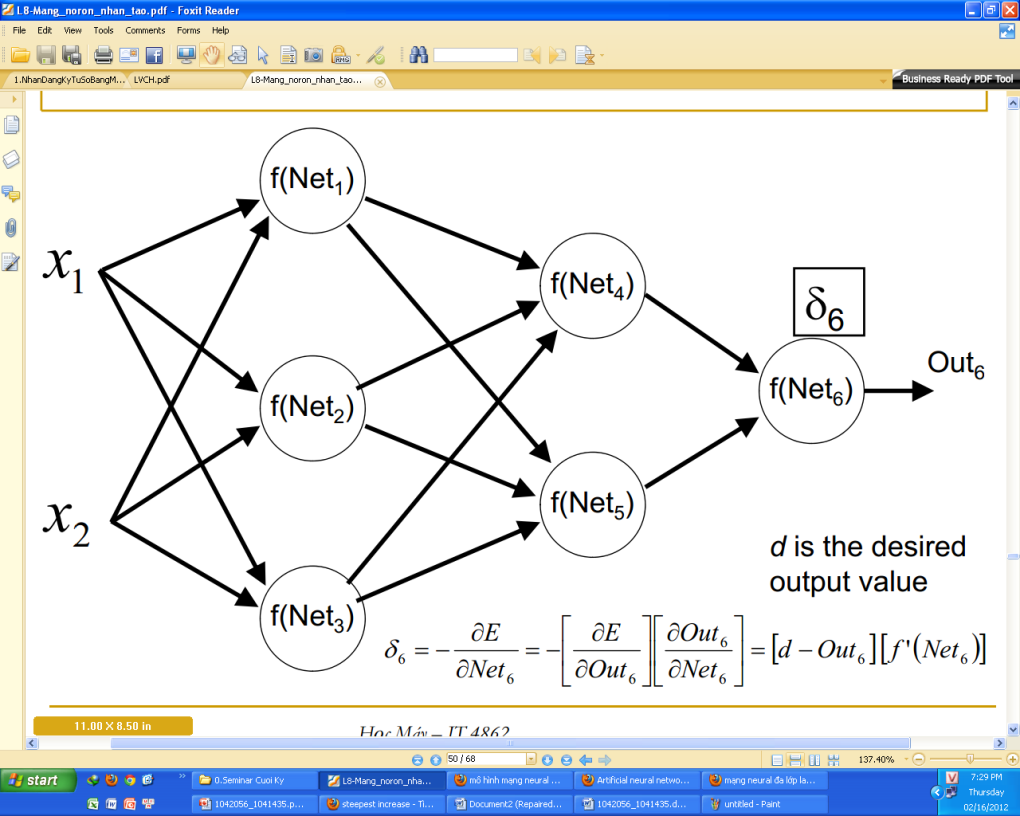 L8-Mang_noron_nhan_tao.pdf - Foxit Reader
File Edit View Tools Comments Forms Help
1.NhanDangKyTuSoBangM... LVCH.pdf L8-Mang_noron_nhan_tao... Business Ready PDF Tool
f(Net₁)
x₁
f(Net₄)
δ₆
Out₆
f(Net₆)
f(Net₂)
f(Net₅)
x₂
d is the desired
output value
f(Net₃)
δ₆ = - ∂E/∂Net₆ = -[∂E/∂Out₆][∂Out₆/∂Net₆] = [d - Out₆][f'(Net₆)]
11.00 × 8.50 in
Học Máy – IT 4862
50 / 68
137.40%
start 0.Seminar Cuoi Ky L8-Mang_noron_nha... mô hình mạng neural ... Artificial neural netwo... mạng neural đa lớp la... 7:29 PM
Thursday
1042056_1041435.p... steepest increase - Ti... Document2 (Repaired... 1042056_1041435.d... untitled - Paint 02/16/2012